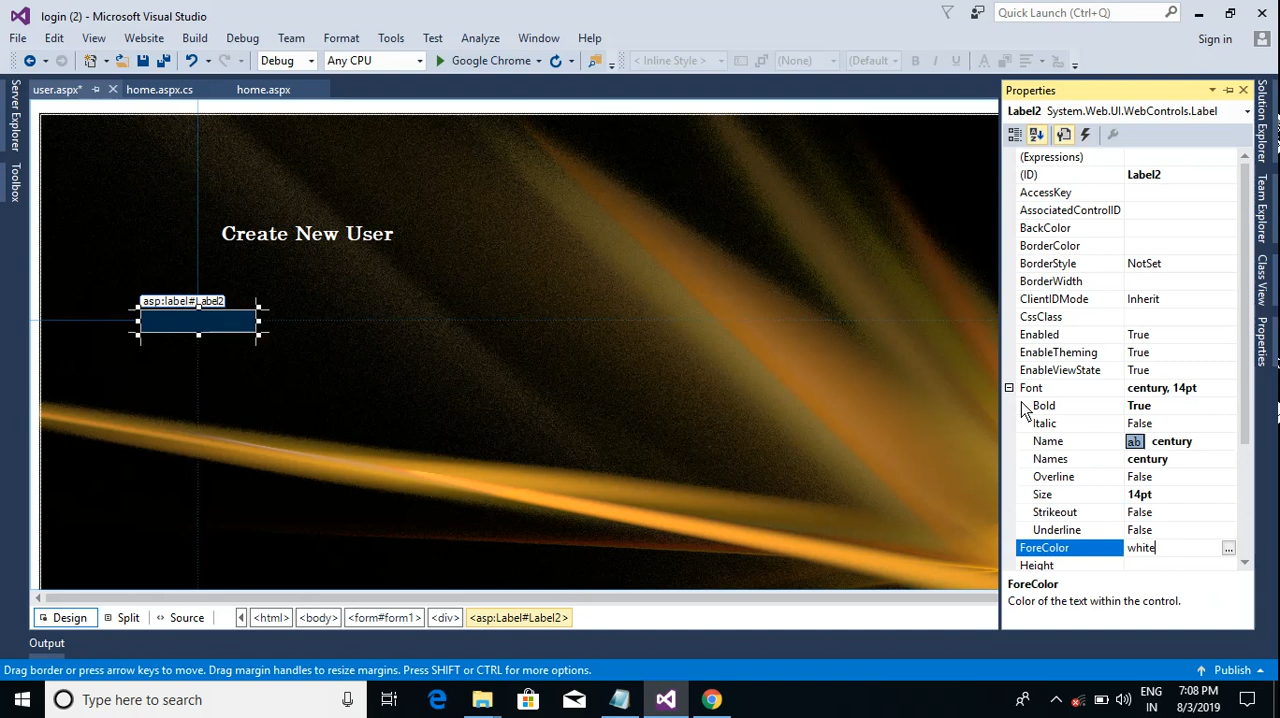 login (2) - Microsoft Visual Studio
Quick Launch (Ctrl+Q)
File Edit View Website Build Debug Team Format Tools Test Analyze Window Help
Sign in
Debug Any CPU Google Chrome < Inline Style > (None) (Default B I U A
user.aspx* home.aspx.cs home.aspx
Server Explorer
Toolbox
Create New User
asp:label#Label2
Properties
Label2 System.Web.UI.WebControls.Label
(Expressions)
(ID) Label2
AccessKey
AssociatedControlID
BackColor
BorderColor
BorderStyle NotSet
BorderWidth
ClientIDMode Inherit
CssClass
Enabled True
EnableTheming True
EnableViewState True
Font century, 14pt
Bold True
Italic False
Name ab century
Names century
Overline False
Size 14pt
Strikeout False
Underline False
ForeColor white ...
Height
ForeColor
Color of the text within the control.
Solution Explorer
Team Explorer
Class View
Properties
Design Split Source <html> <body> <form#form1> <div> <asp:Label#Label2>
Output
Drag border or press arrow keys to move. Drag margin handles to resize margins. Press SHIFT or CTRL for more options.
Publish
Type here to search
ENG
IN
7:08 PM
8/3/2019